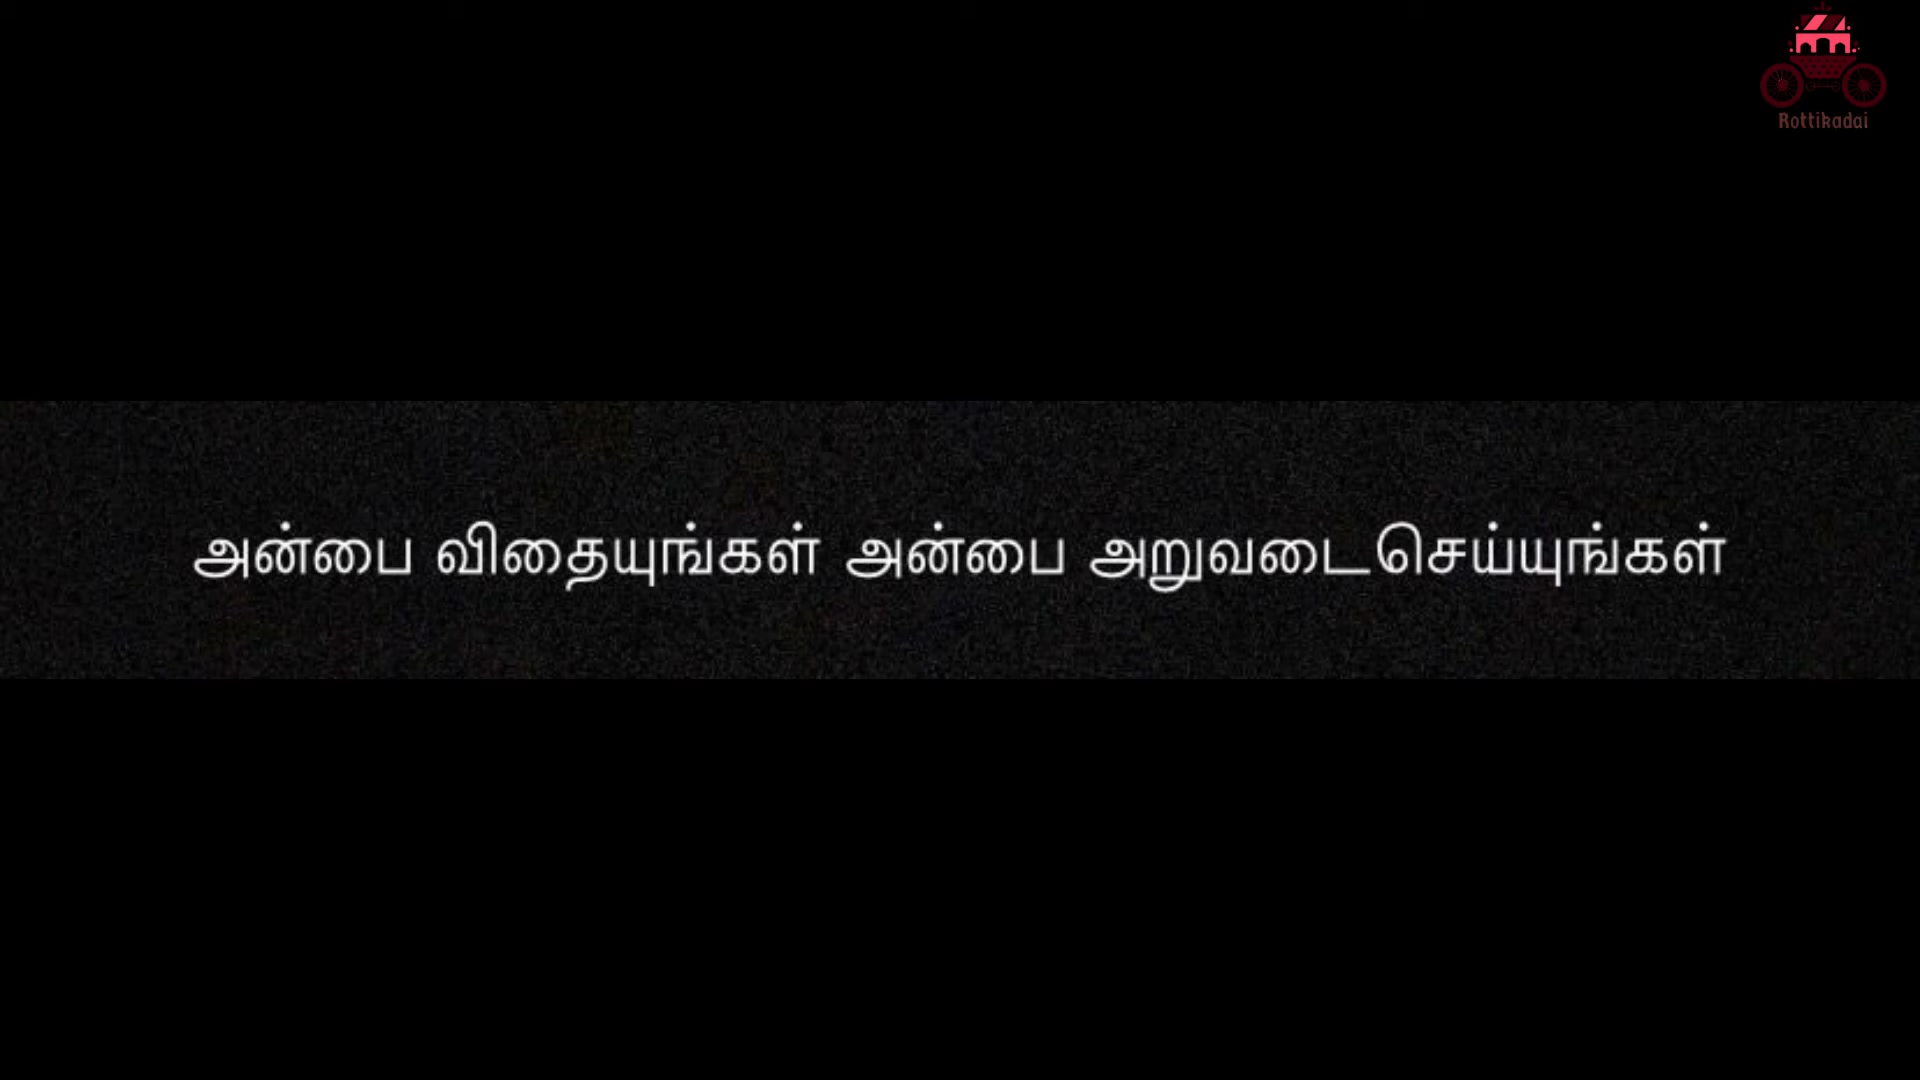 Rottikadai
அன்பை விதையுங்கள் அன்பை அறுவடைசெய்யுங்கள்